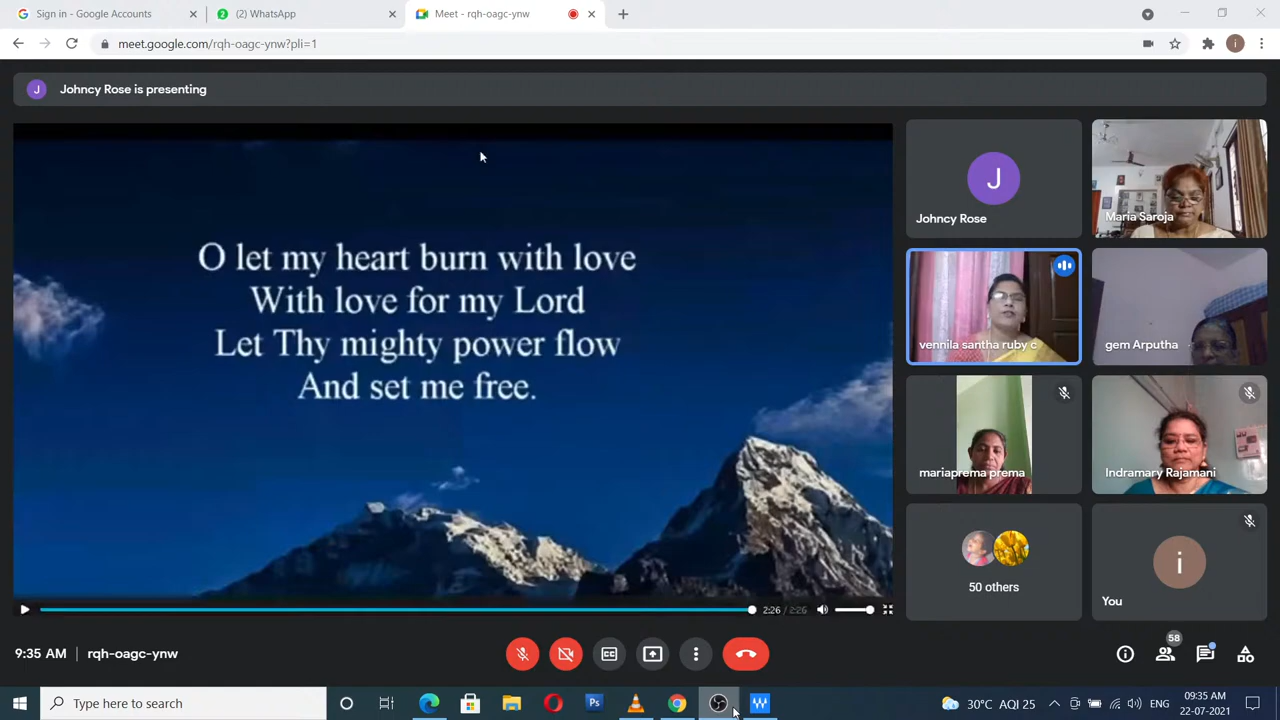 Sign in - Google Accounts
2
(2) WhatsApp
Meet - rqh-oagc-ynw
meet.google.com/rqh-oagc-ynw?pli=1
i
J
Johncy Rose is presenting
O let my heart burn with love
With love for my Lord
Let Thy mighty power flow
And set me free.
2:26 / 2:26
J
Johncy Rose
Maria Saroja
vennila santha ruby c
gem Arputha
mariaprema prema
Indramary Rajamani
50 others
i
You
9:35 AM | rqh-oagc-ynw
CC
58
Type here to search
Ps
W
30°C AQI 25
ENG
09:35 AM
22-07-2021